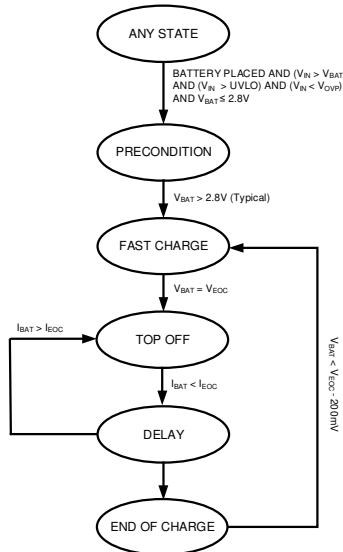 ANY STATE
BATTERY PLACED AND (VIN > VBAT
AND (VIN > UVLO) AND (VIN < VOVP)
AND VBAT ≤ 2.8V
PRECONDITION
VBAT > 2.8V (Typical)
FAST CHARGE
VBAT = VEOC
IBAT > IEOC
TOP OFF
IBAT < IEOC
VBAT < VEOC - 200mV
DELAY
END OF CHARGE